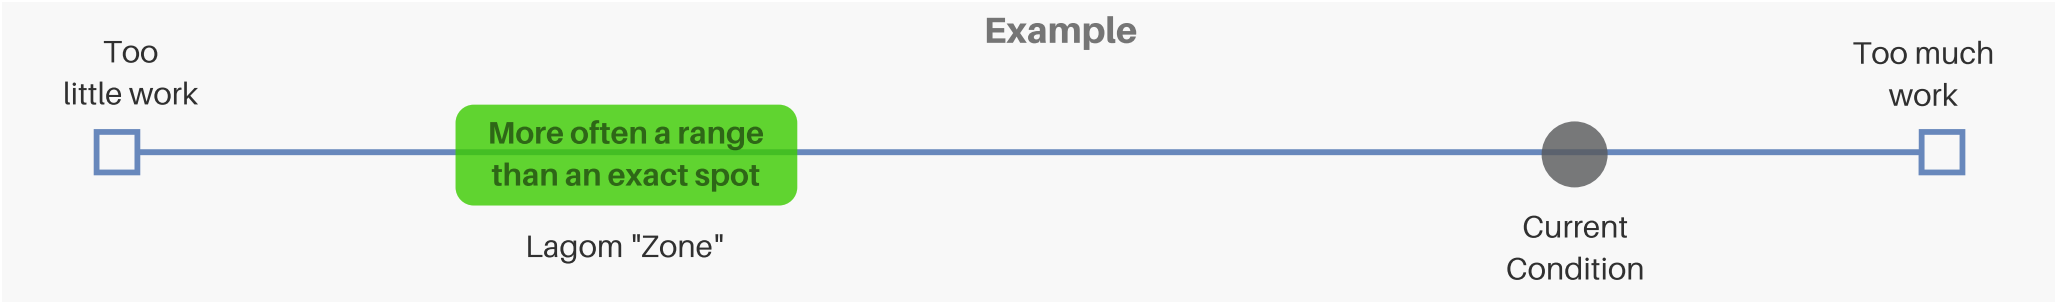 Example
Too
little work
More often a range
than an exact spot
Lagom "Zone"
Current
Condition
Too much
work